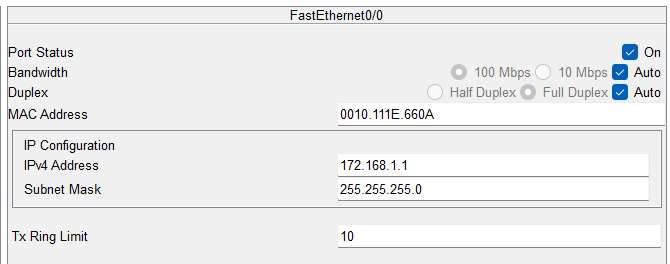 FastEthernet0/0
Port Status On
Bandwidth 100 Mbps 10 Mbps Auto
Duplex Half Duplex Full Duplex Auto
MAC Address 0010.111E.660A
IP Configuration
IPv4 Address 172.168.1.1
Subnet Mask 255.255.255.0
Tx Ring Limit 10